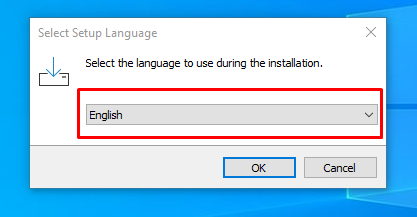 Select Setup Language
Select the language to use during the installation.
English
OK
Cancel